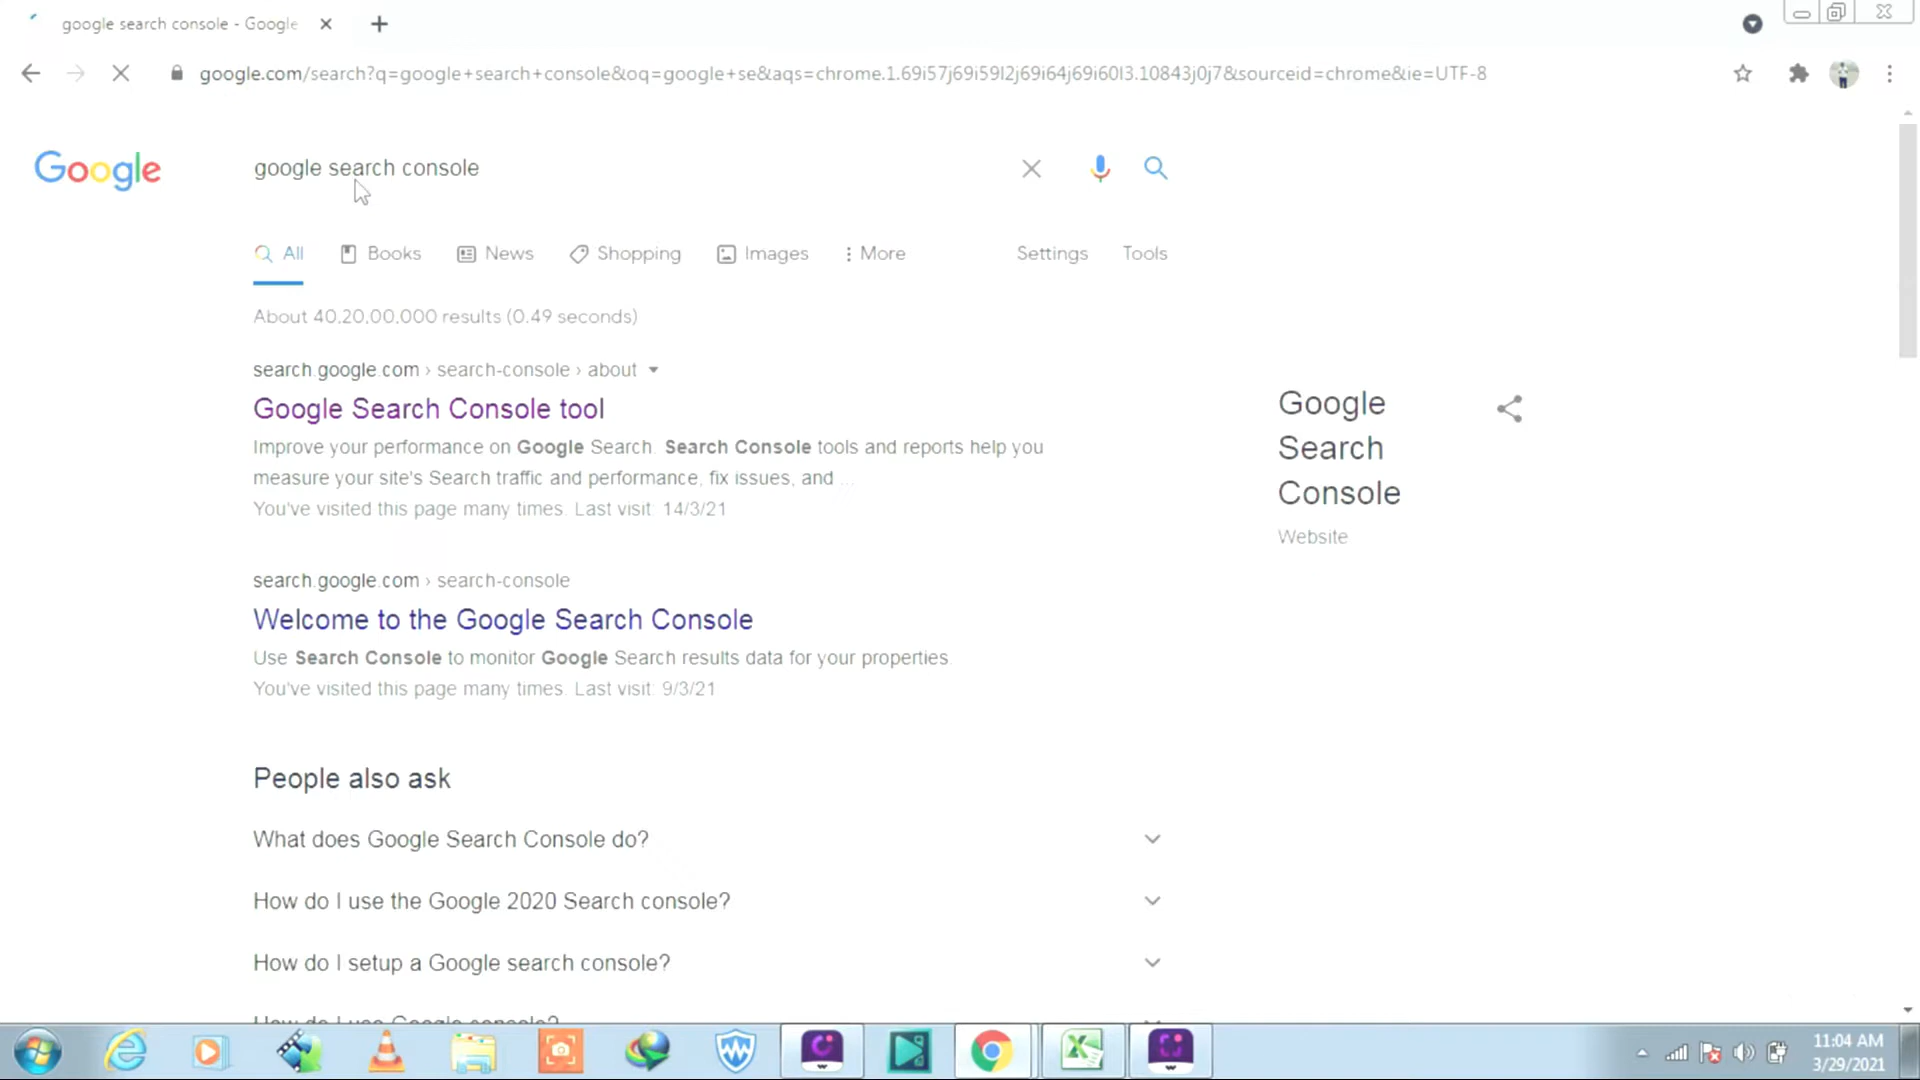 google search console - Google
google.com/search?q=google+search+console&oq=google+se&aqs=chrome.1.69i57j69i59l2j69i64j69i60l3.10843j0j7&sourceid=chrome&ie=UTF-8
Google
google search console
All Books News Shopping Images More Settings Tools
About 40,20,00,000 results (0.49 seconds)
search.google.com › search-console › about
Google Search Console tool
Improve your performance on Google Search. Search Console tools and reports help you
measure your site's Search traffic and performance, fix issues, and ...
You've visited this page many times. Last visit: 14/3/21
Google
Search
Console
Website
search.google.com › search-console
Welcome to the Google Search Console
Use Search Console to monitor Google Search results data for your properties.
You've visited this page many times. Last visit: 9/3/21
People also ask
What does Google Search Console do?
How do I use the Google 2020 Search console?
How do I setup a Google search console?
How do I use Google console?
11:04 AM
3/29/2021